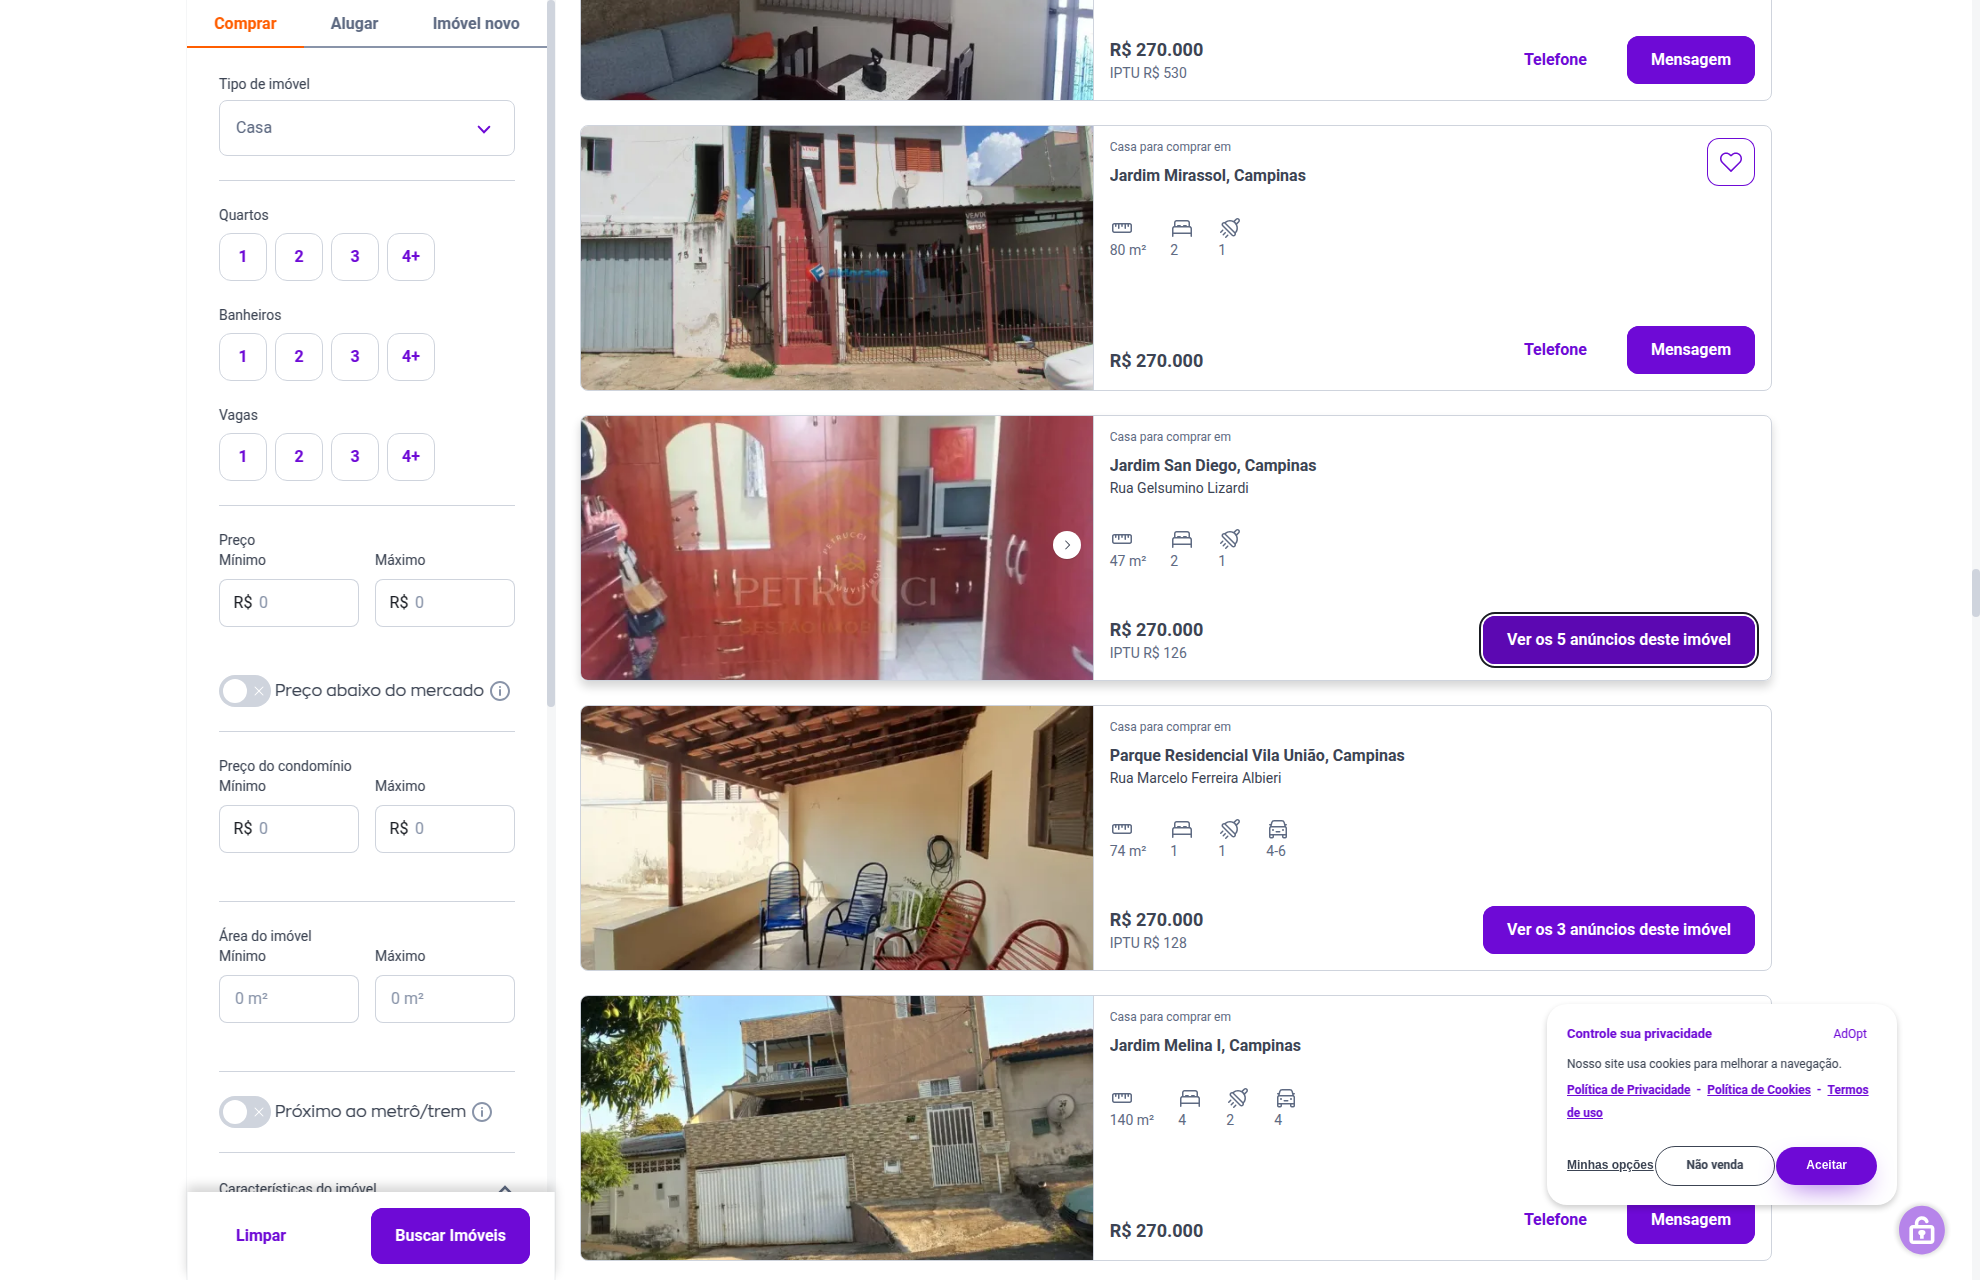 Comprar
Alugar
Imóvel novo
Tipo de imóvel
Casa
Quartos
1
2
3
4+
Banheiros
1
2
3
4+
Vagas
1
2
3
4+
Preço
Mínimo
Máximo
R$ 0
R$ 0
Preço abaixo do mercado
Preço do condomínio
Mínimo
Máximo
R$ 0
R$ 0
Área do imóvel
Mínimo
Máximo
0 m²
0 m²
Próximo ao metrô/trem
Características do imóvel
Limpar
Buscar Imóveis
R$ 270.000
IPTU R$ 530
Telefone
Mensagem
Casa para comprar em
Jardim Mirassol, Campinas
80 m²
2
1
R$ 270.000
Telefone
Mensagem
Casa para comprar em
Jardim San Diego, Campinas
Rua Gelsumino Lizardi
47 m²
2
1
R$ 270.000
IPTU R$ 126
Ver os 5 anúncios deste imóvel
PETRUCCI
Casa para comprar em
Parque Residencial Vila União, Campinas
Rua Marcelo Ferreira Albieri
74 m²
1
1
4-6
R$ 270.000
IPTU R$ 128
Ver os 3 anúncios deste imóvel
Casa para comprar em
Jardim Melina I, Campinas
140 m²
4
2
4
R$ 270.000
Telefone
Mensagem
Controle sua privacidade
AdOpt
Nosso site usa cookies para melhorar a navegação.
Política de Privacidade - Política de Cookies - Termos
de uso
Minhas opções
Não venda
Aceitar